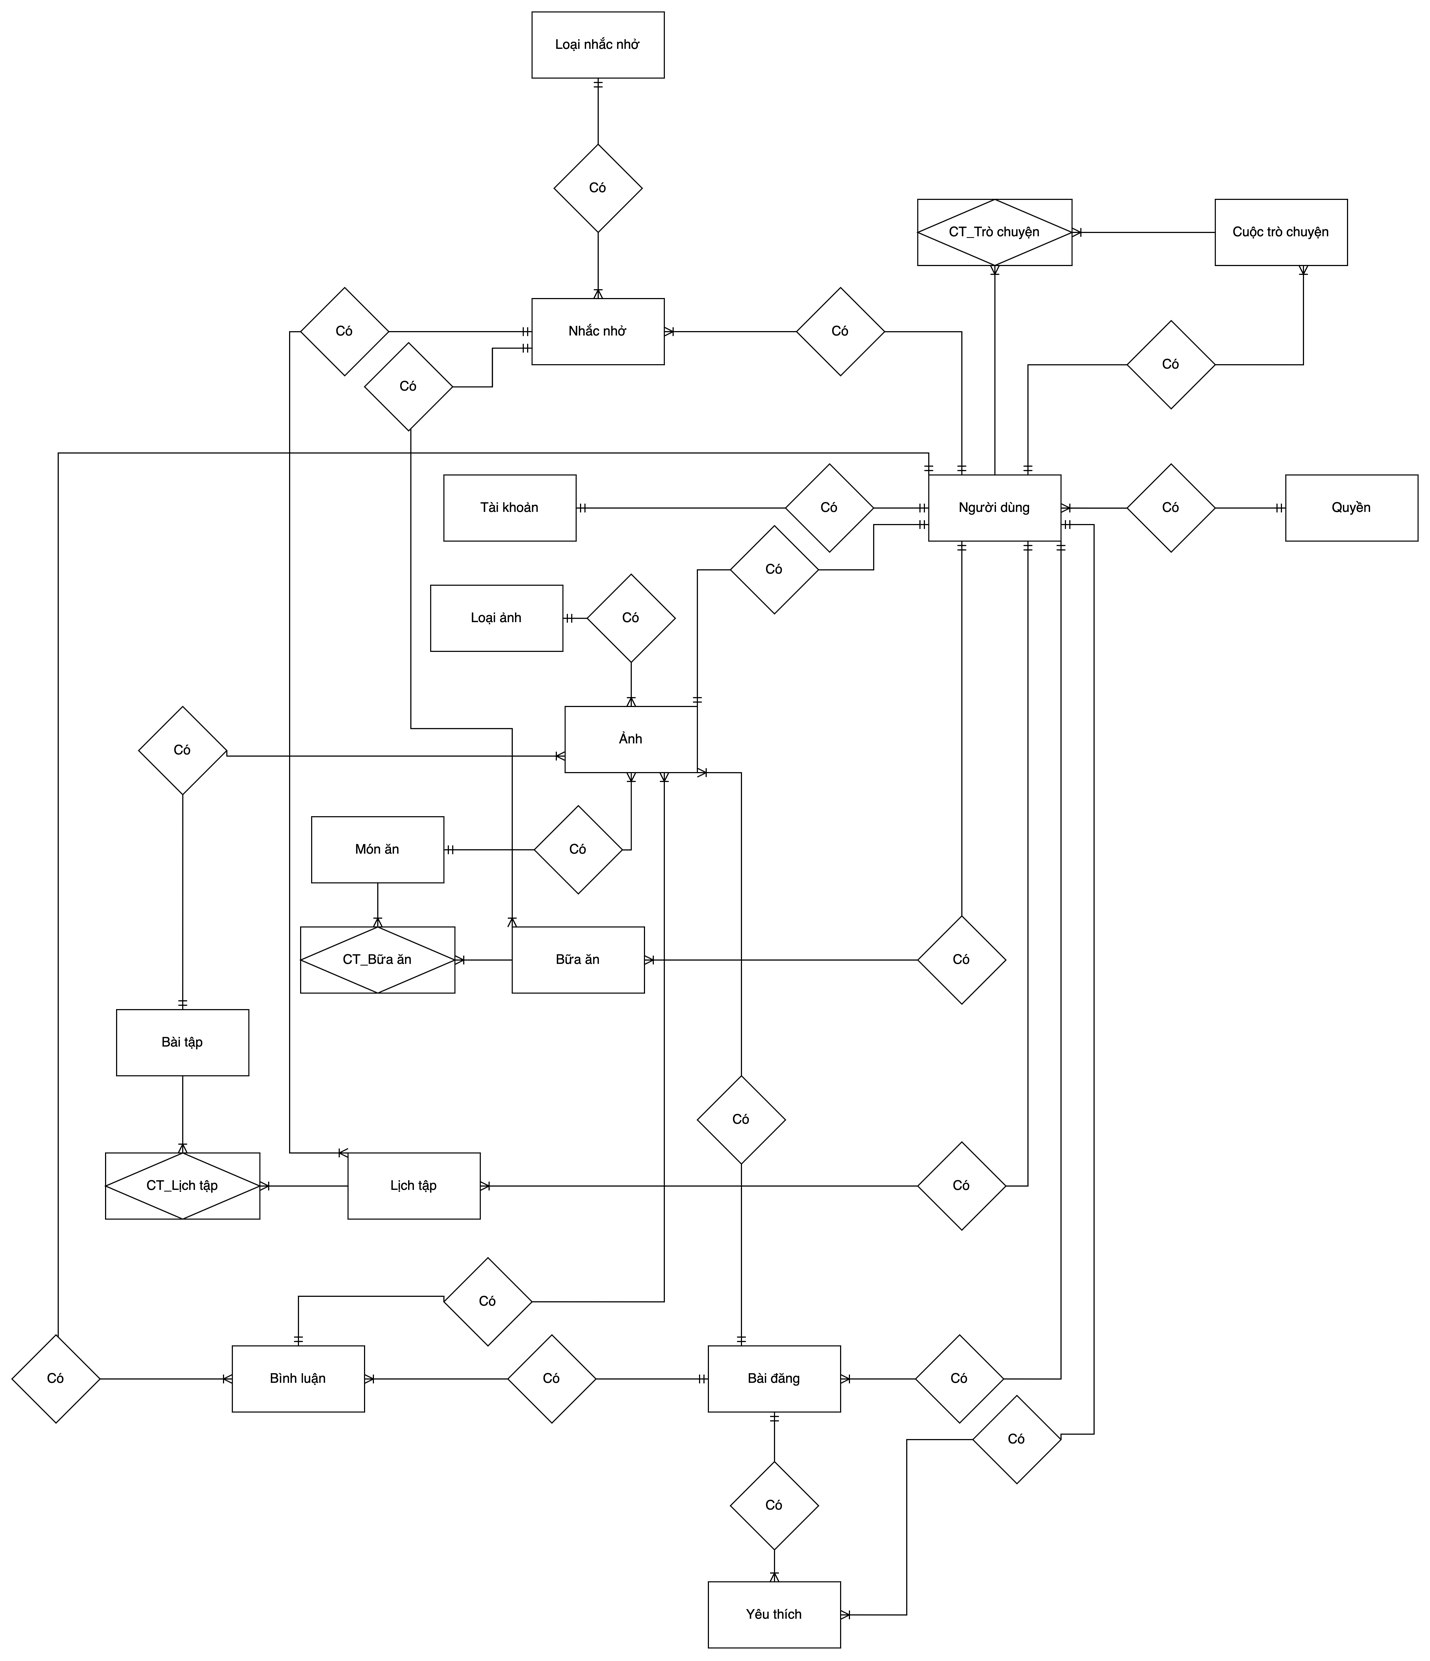 Loại nhắc nhở
Có
CT_Trò chuyện
Cuộc trò chuyện
Có
Nhắc nhở
Có
Có
Có
Tài khoản
Có
Người dùng
Có
Quyền
Có
Loại ảnh
Có
Ảnh
Có
Món ăn
Có
CT_Bữa ăn
Bữa ăn
Có
Bài tập
Có
CT_Lịch tập
Lịch tập
Có
Có
Có
Bình luận
Có
Bài đăng
Có
Có
Có
Yêu thích